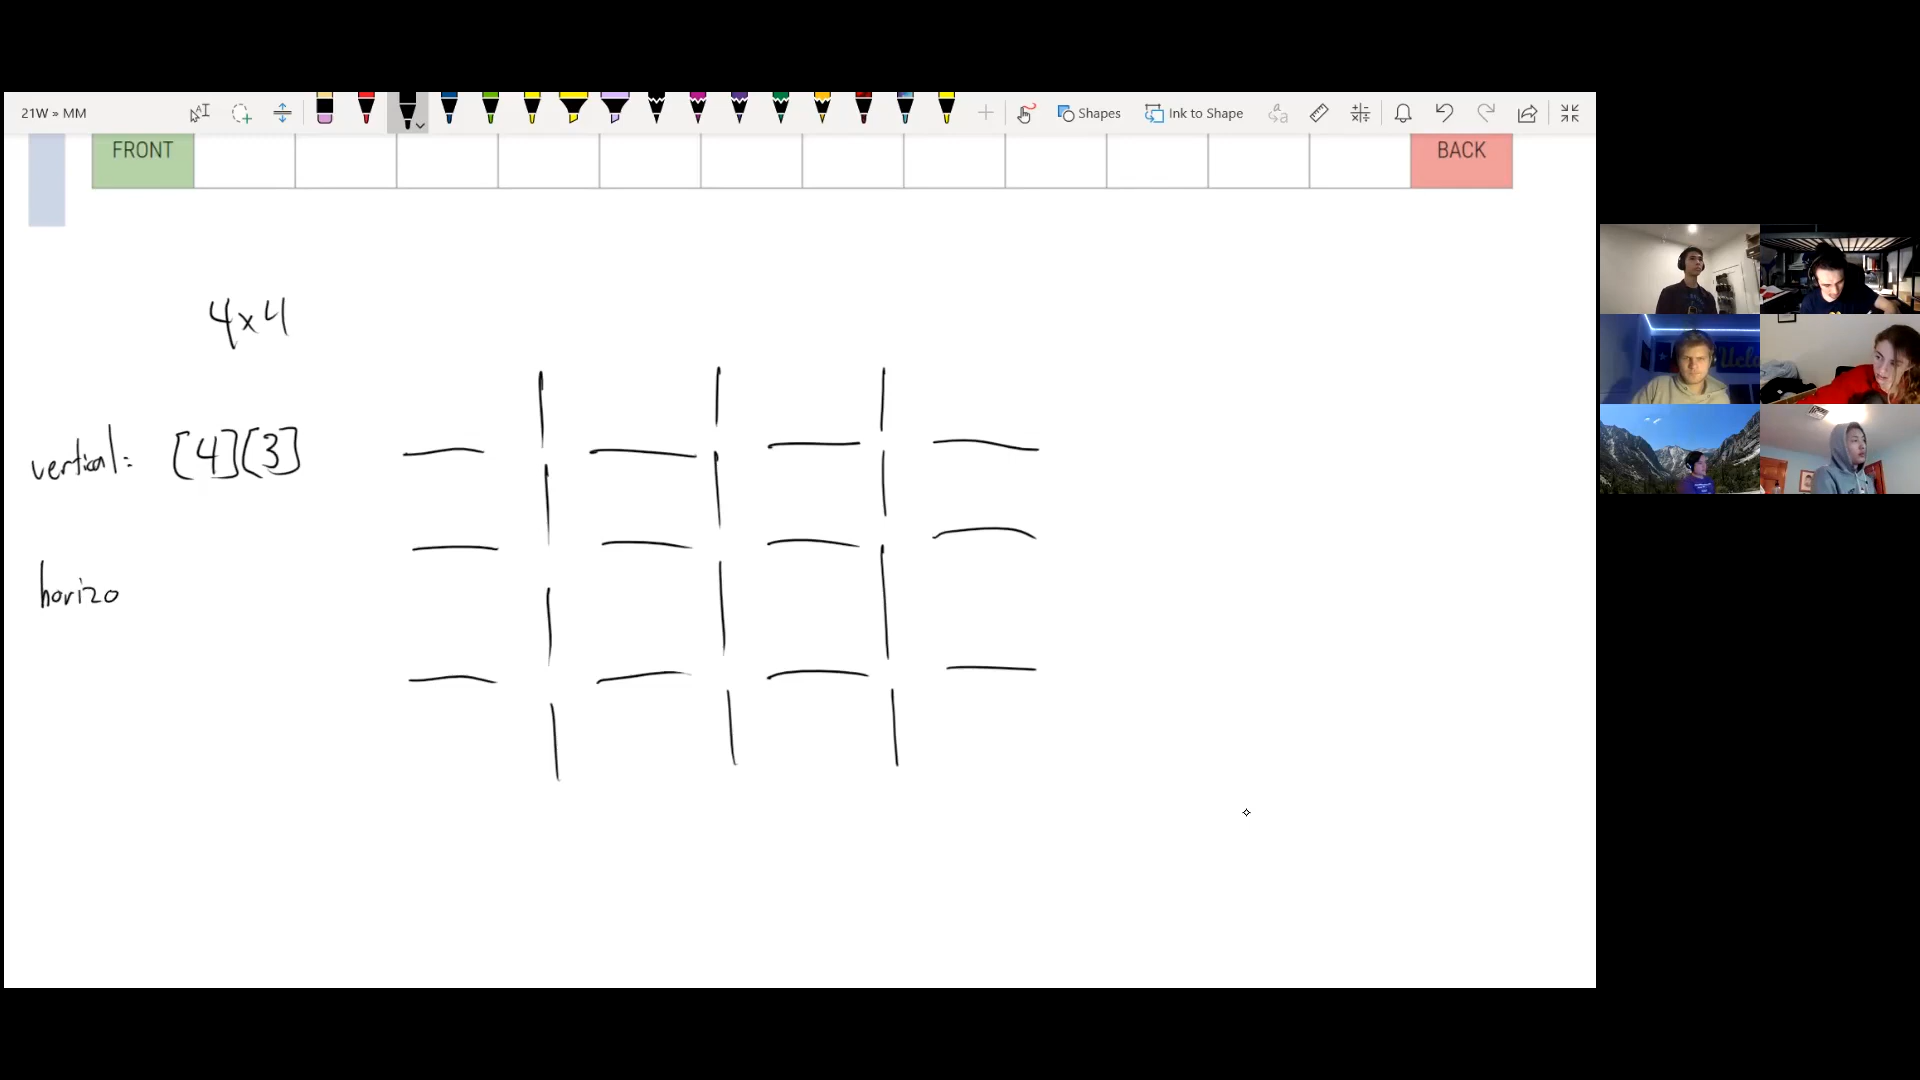 21W » MM
Shapes
Ink to Shape
FRONT
BACK
4x4
vertical: [4][3]
horizo